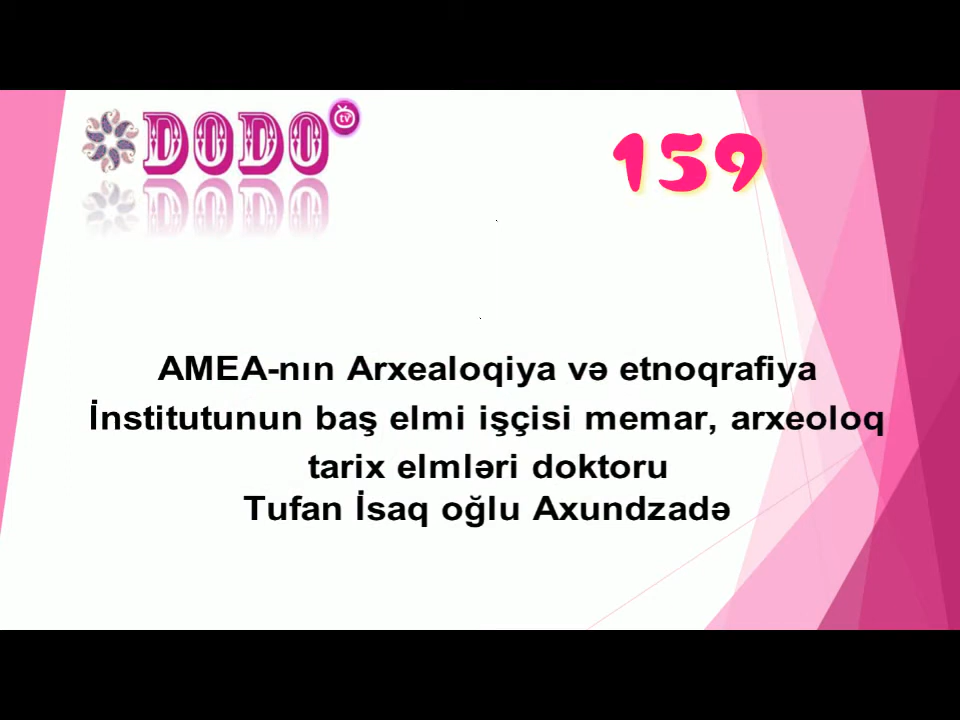 DODO tv
159
AMEA-nın Arxealoqiya və etnoqrafiya
İnstitutunun baş elmi işçisi memar, arxeoloq
tarix elmləri doktoru
Tufan İsaq oğlu Axundzadə